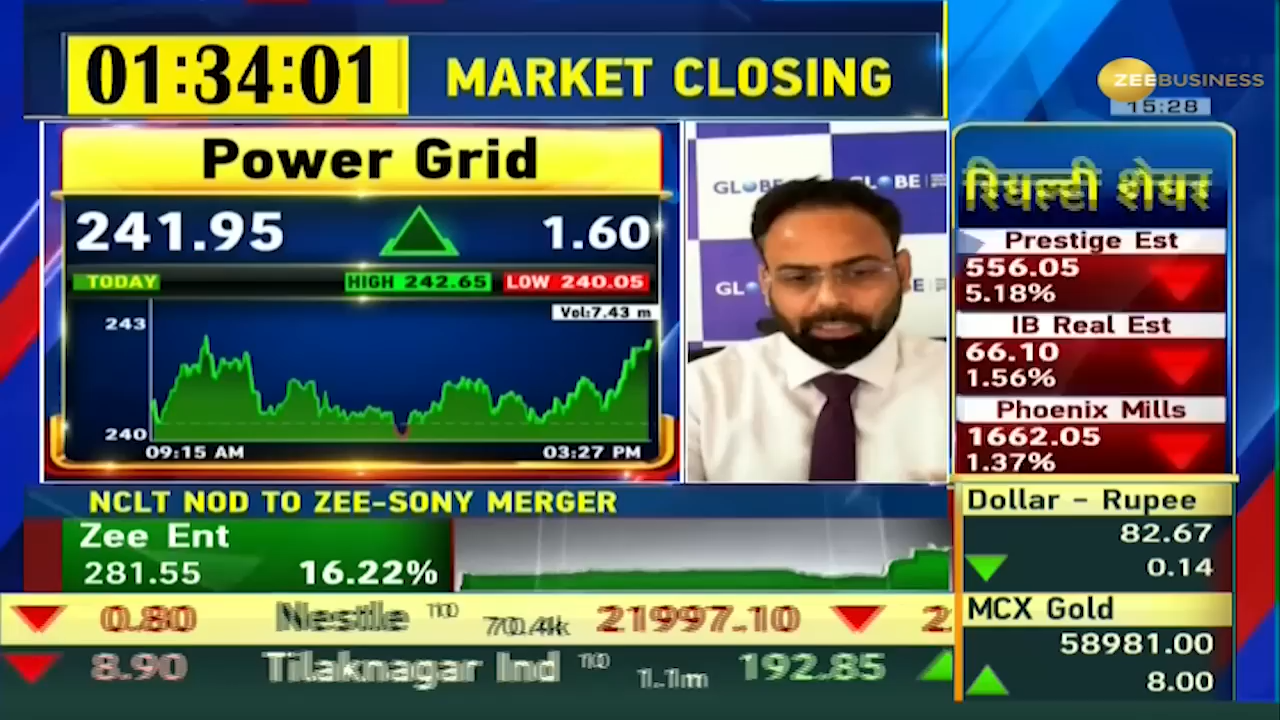 01:34:01
MARKET CLOSING
ZEEBUSINESS
15:28
Power Grid
241.95
1.60
TODAY
HIGH 242.65
LOW 240.05
Vol:7.43 m
243
240
09:15 AM
03:27 PM
GLOBE
GLOBE
रियल्टी शेयर
Prestige Est
556.05
5.18%
IB Real Est
66.10
1.56%
Phoenix Mills
1662.05
1.37%
NCLT NOD TO ZEE-SONY MERGER
Zee Ent
281.55
16.22%
Dollar - Rupee
82.67
0.14
MCX Gold
58981.00
8.00
0.80 Nestle 70.4k 21997.10
8.90 Tilaknagar Ind 1.1m 192.85